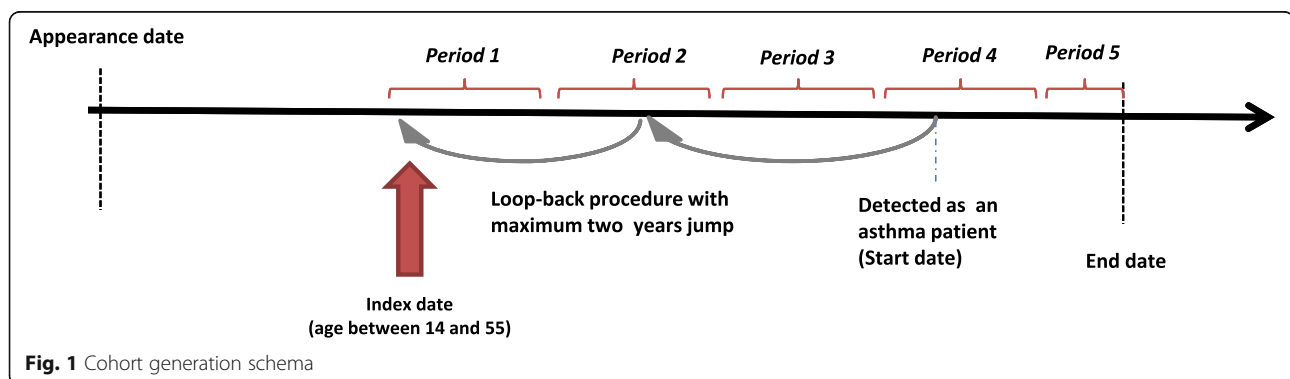 Appearance date
Period 1
Period 2
Period 3
Period 4
Period 5
Loop-back procedure with
maximum two years jump
Detected as an
asthma patient
(Start date)
End date
Index date
(age between 14 and 55)
Fig. 1 Cohort generation schema